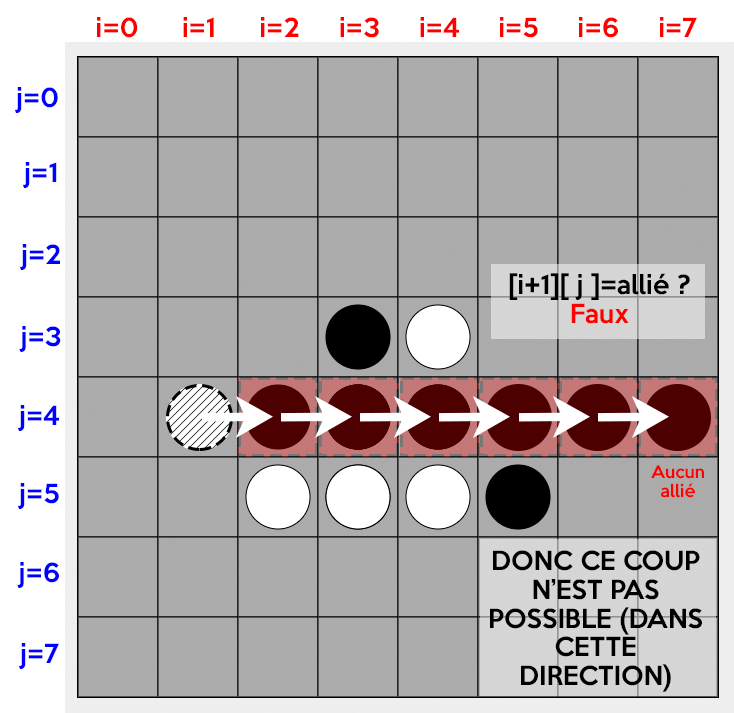 i=0 i=1 i=2 i=3 i=4 i=5 i=6 i=7
j=0
j=1
j=2
[i+1][ j ]=allié ?
Faux
j=3
j=4
Aucun
allié
j=5
DONC CE COUP
N’EST PAS
POSSIBLE (DANS
CETTE
DIRECTION)
j=6
j=7